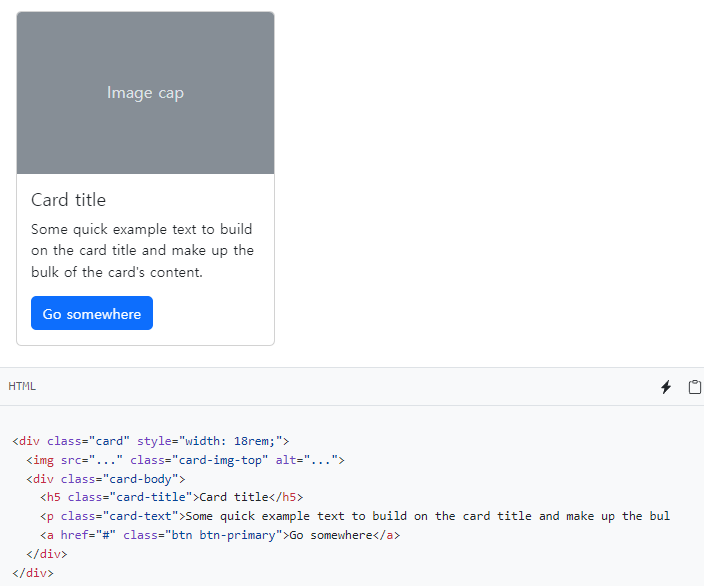 Image cap
Card title
Some quick example text to build
on the card title and make up the
bulk of the card's content.
Go somewhere
HTML
<div class="card" style="width: 18rem;">
  <img src="..." class="card-img-top" alt="...">
  <div class="card-body">
    <h5 class="card-title">Card title</h5>
    <p class="card-text">Some quick example text to build on the card title and make up the bul
    <a href="#" class="btn btn-primary">Go somewhere</a>
  </div>
</div>